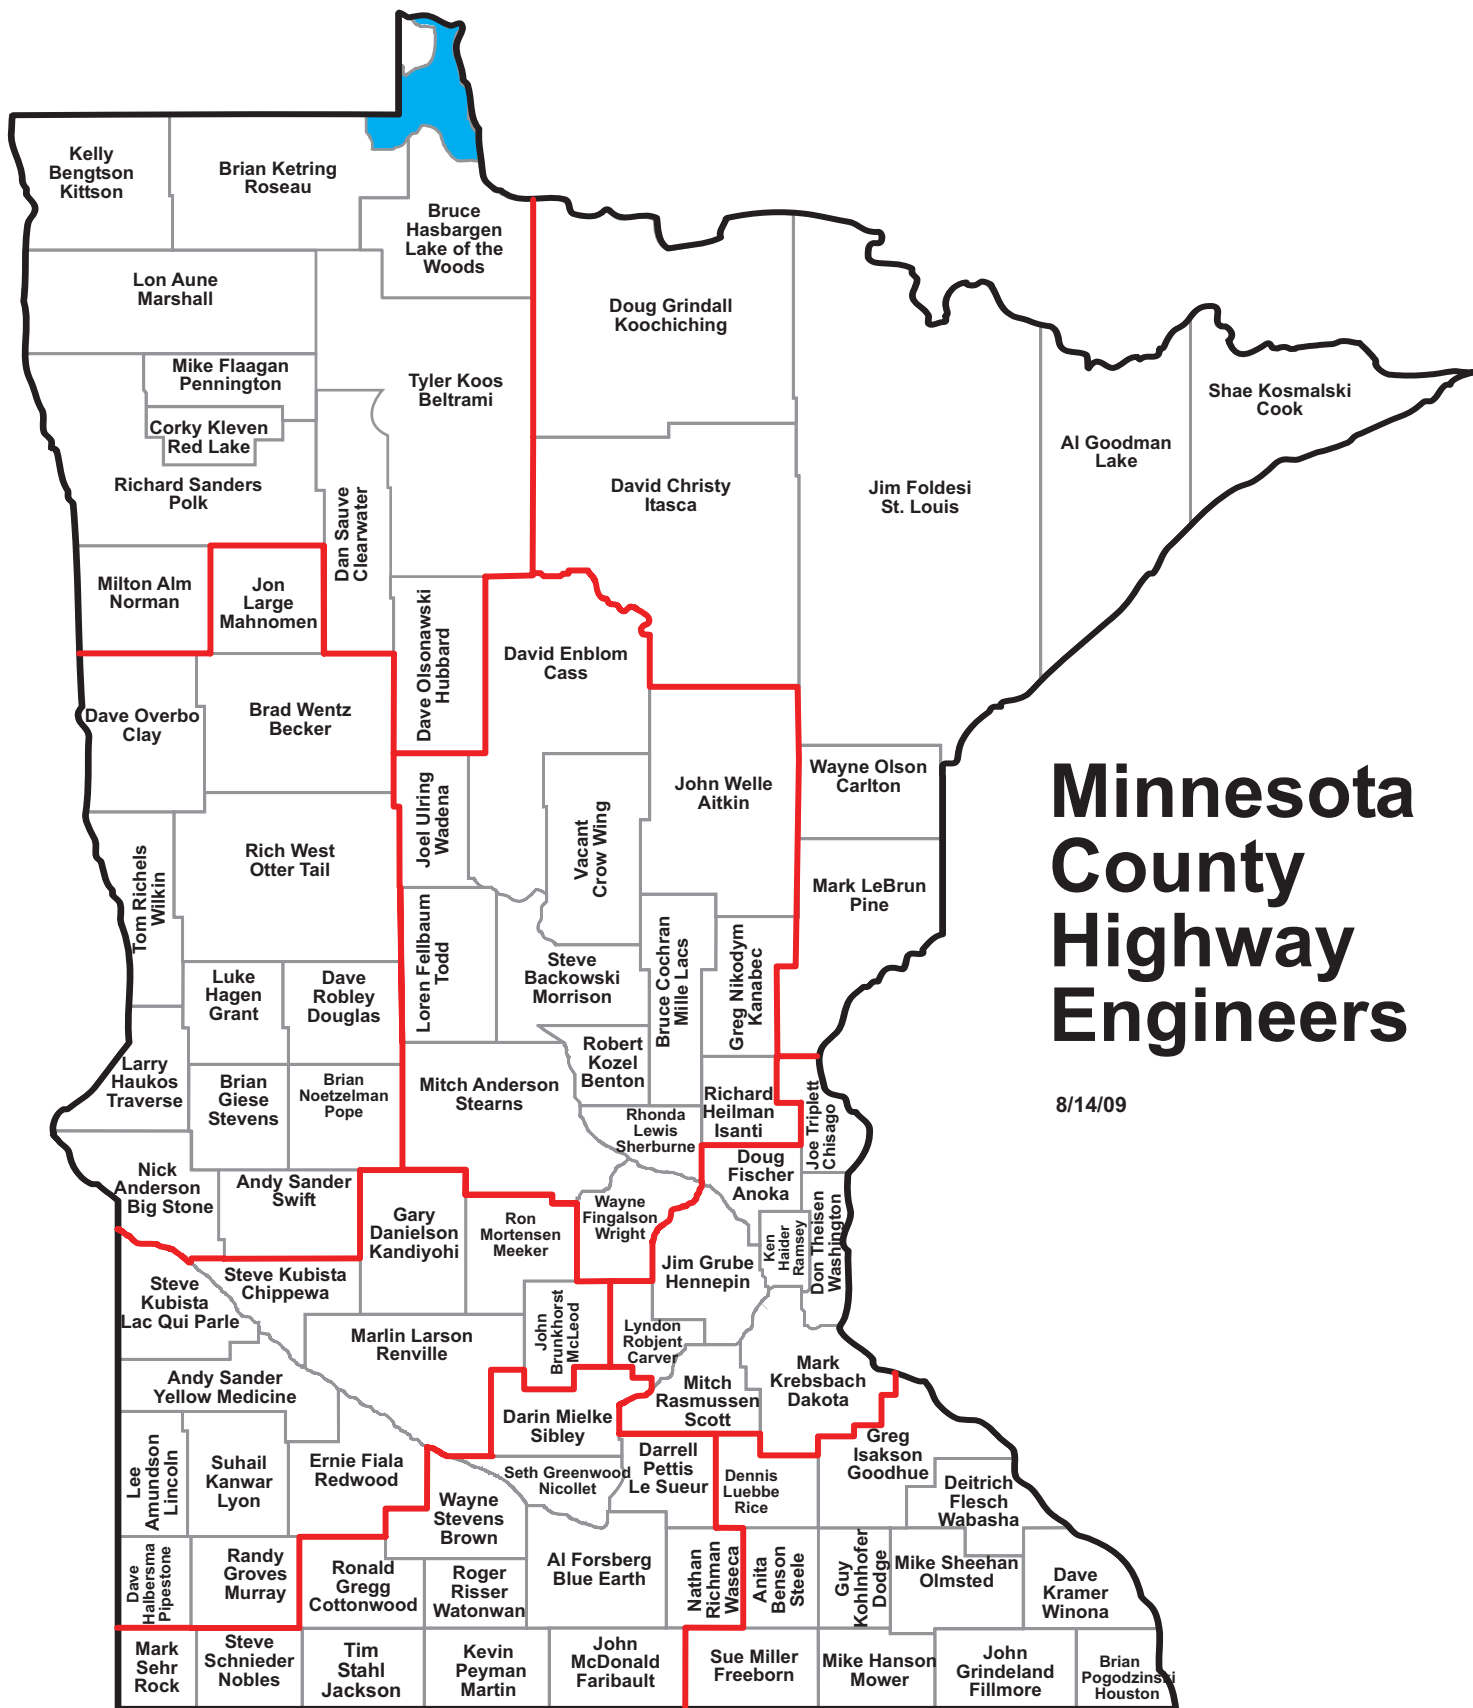 Kelly
Bengtson
Kittson
Brian Ketring
Roseau
Bruce
Hasbargen
Lake of the
Woods
Lon Aune
Marshall
Doug Grindall
Koochiching
Mike Flaagan
Pennington
Tyler Koos
Beltrami
Shae Kosmalski
Cook
Corky Kleven
Red Lake
Al Goodman
Lake
Richard Sanders
Polk
David Christy
Itasca
Jim Foldesi
St. Louis
Dan Sauve
Clearwater
Milton Alm
Norman
Jon
Large
Mahnomen
Dave Olsonawski
Hubbard
David Enblom
Cass
Dave Overbo
Clay
Brad Wentz
Becker
Joel Ulring
Wadena
Vacant
Crow Wing
John Welle
Aitkin
Wayne Olson
Carlton
Minnesota
County
Highway
Engineers
8/14/09
Tom Richels
Wilkin
Rich West
Otter Tail
Mark LeBrun
Pine
Loren Fellbaum
Todd
Steve
Backowski
Morrison
Bruce Cochran
Mille Lacs
Greg Nikodym
Kanabec
Luke
Hagen
Grant
Dave
Robley
Douglas
Larry
Haukos
Traverse
Brian
Giese
Stevens
Brian
Noetzelman
Pope
Mitch Anderson
Stearns
Robert
Kozel
Benton
Rhonda
Lewis
Sherburne
Richard
Heilman
Isanti
Joe Triplett
Chisago
Nick
Anderson
Big Stone
Andy Sander
Swift
Gary
Danielson
Kandiyohi
Ron
Mortensen
Meeker
Wayne
Fingalson
Wright
Doug
Fischer
Anoka
Ken
Haider
Ramsey
Don Theisen
Washington
Jim Grube
Hennepin
Steve
Kubista
Lac Qui Parle
Steve Kubista
Chippewa
Marlin Larson
Renville
John
Brunkhorst
McLeod
Lyndon
Robjent
Carver
Mitch
Rasmussen
Scott
Mark
Krebsbach
Dakota
Andy Sander
Yellow Medicine
Darin Mielke
Sibley
Lee
Amundson
Lincoln
Suhail
Kanwar
Lyon
Ernie Fiala
Redwood
Seth Greenwood
Nicollet
Darrell
Pettis
Le Sueur
Dennis
Luebbe
Rice
Greg
Isakson
Goodhue
Deitrich
Flesch
Wabasha
Wayne
Stevens
Brown
Dave
Halbersma
Pipestone
Randy
Groves
Murray
Ronald
Gregg
Cottonwood
Roger
Risser
Watonwan
Al Forsberg
Blue Earth
Nathan
Richman
Waseca
Anita
Benson
Steele
Guy
Kohlnhofer
Dodge
Mike Sheehan
Olmsted
Dave
Kramer
Winona
Mark
Sehr
Rock
Steve
Schnieder
Nobles
Tim
Stahl
Jackson
Kevin
Peyman
Martin
John
McDonald
Faribault
Sue Miller
Freeborn
Mike Hanson
Mower
John
Grindeland
Fillmore
Brian
Pogodzinski
Houston